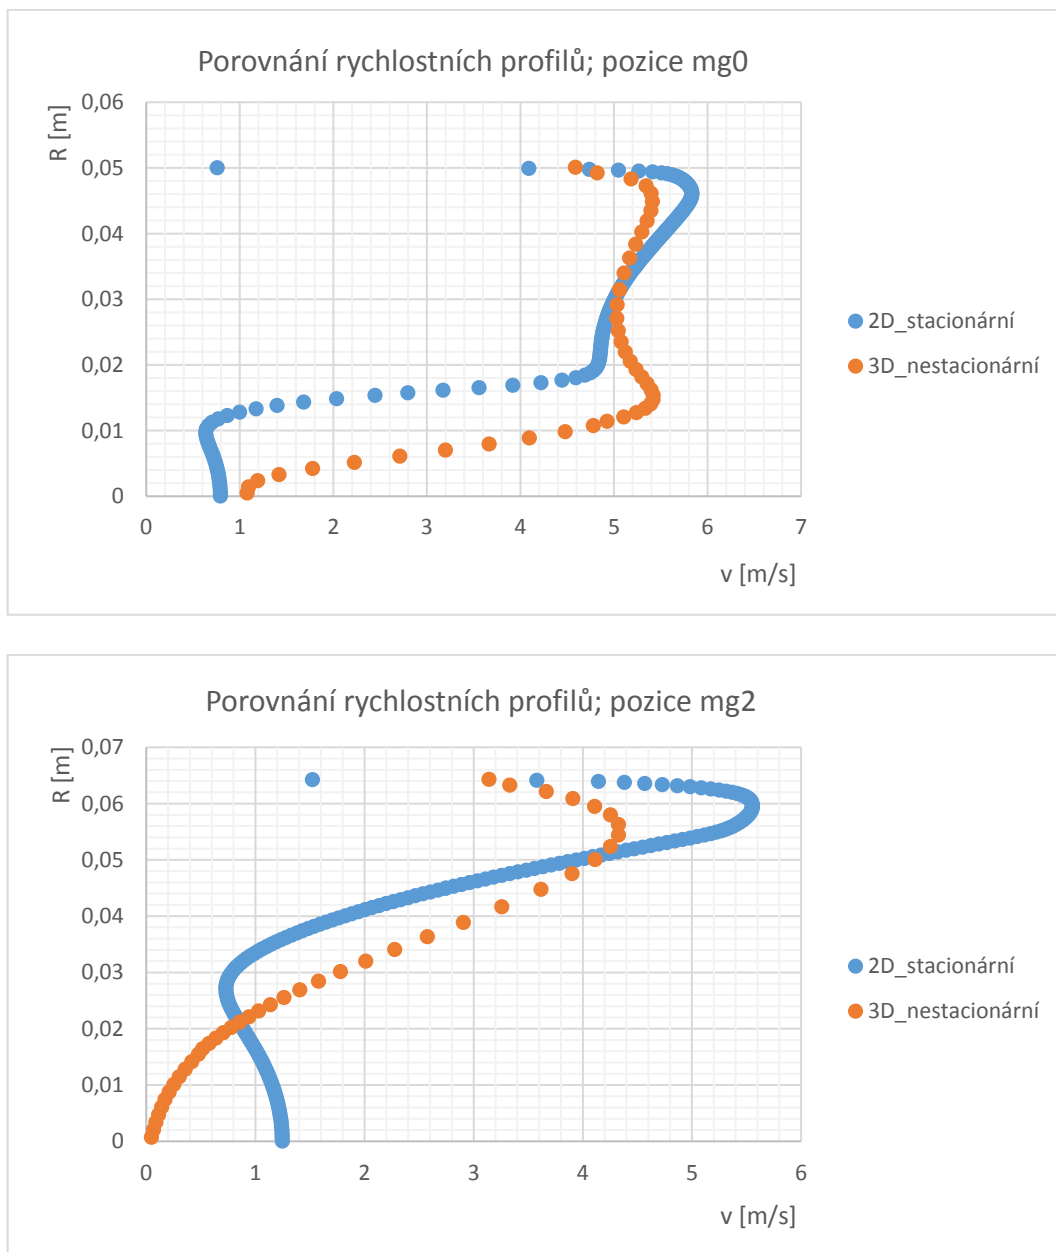 Porovnání rychlostních profilů; pozice mg0
R [m]
0,06
0,05
0,04
0,03
0,02
0,01
0
0 1 2 3 4 5 6 7
v [m/s]
2D_stacionární
3D_nestacionární
Porovnání rychlostních profilů; pozice mg2
R [m]
0,07
0,06
0,05
0,04
0,03
0,02
0,01
0
0 1 2 3 4 5 6
v [m/s]
2D_stacionární
3D_nestacionární